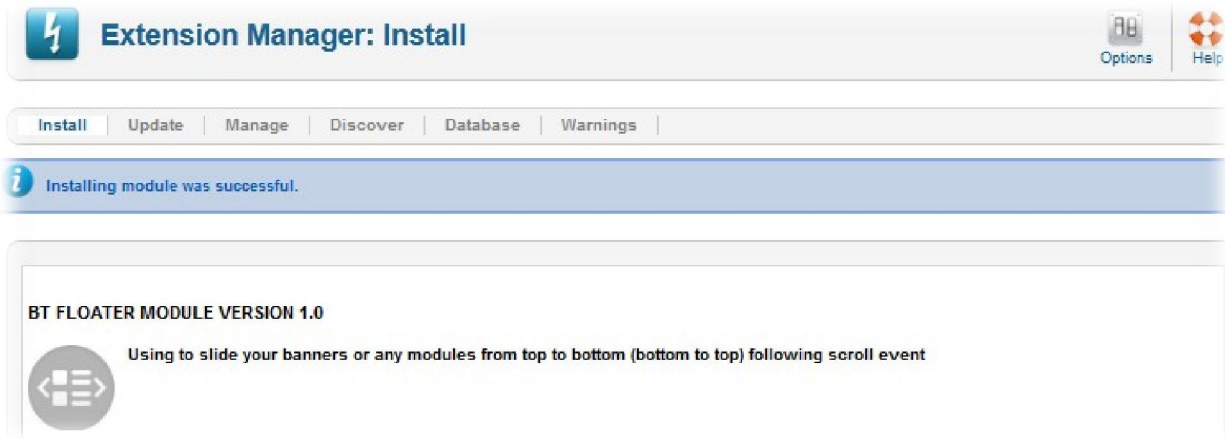 Extension Manager: Install
Options
Help
Install
Update
Manage
Discover
Database
Warnings
Installing module was successful.
BT FLOATER MODULE VERSION 1.0
Using to slide your banners or any modules from top to bottom (bottom to top) following scroll event